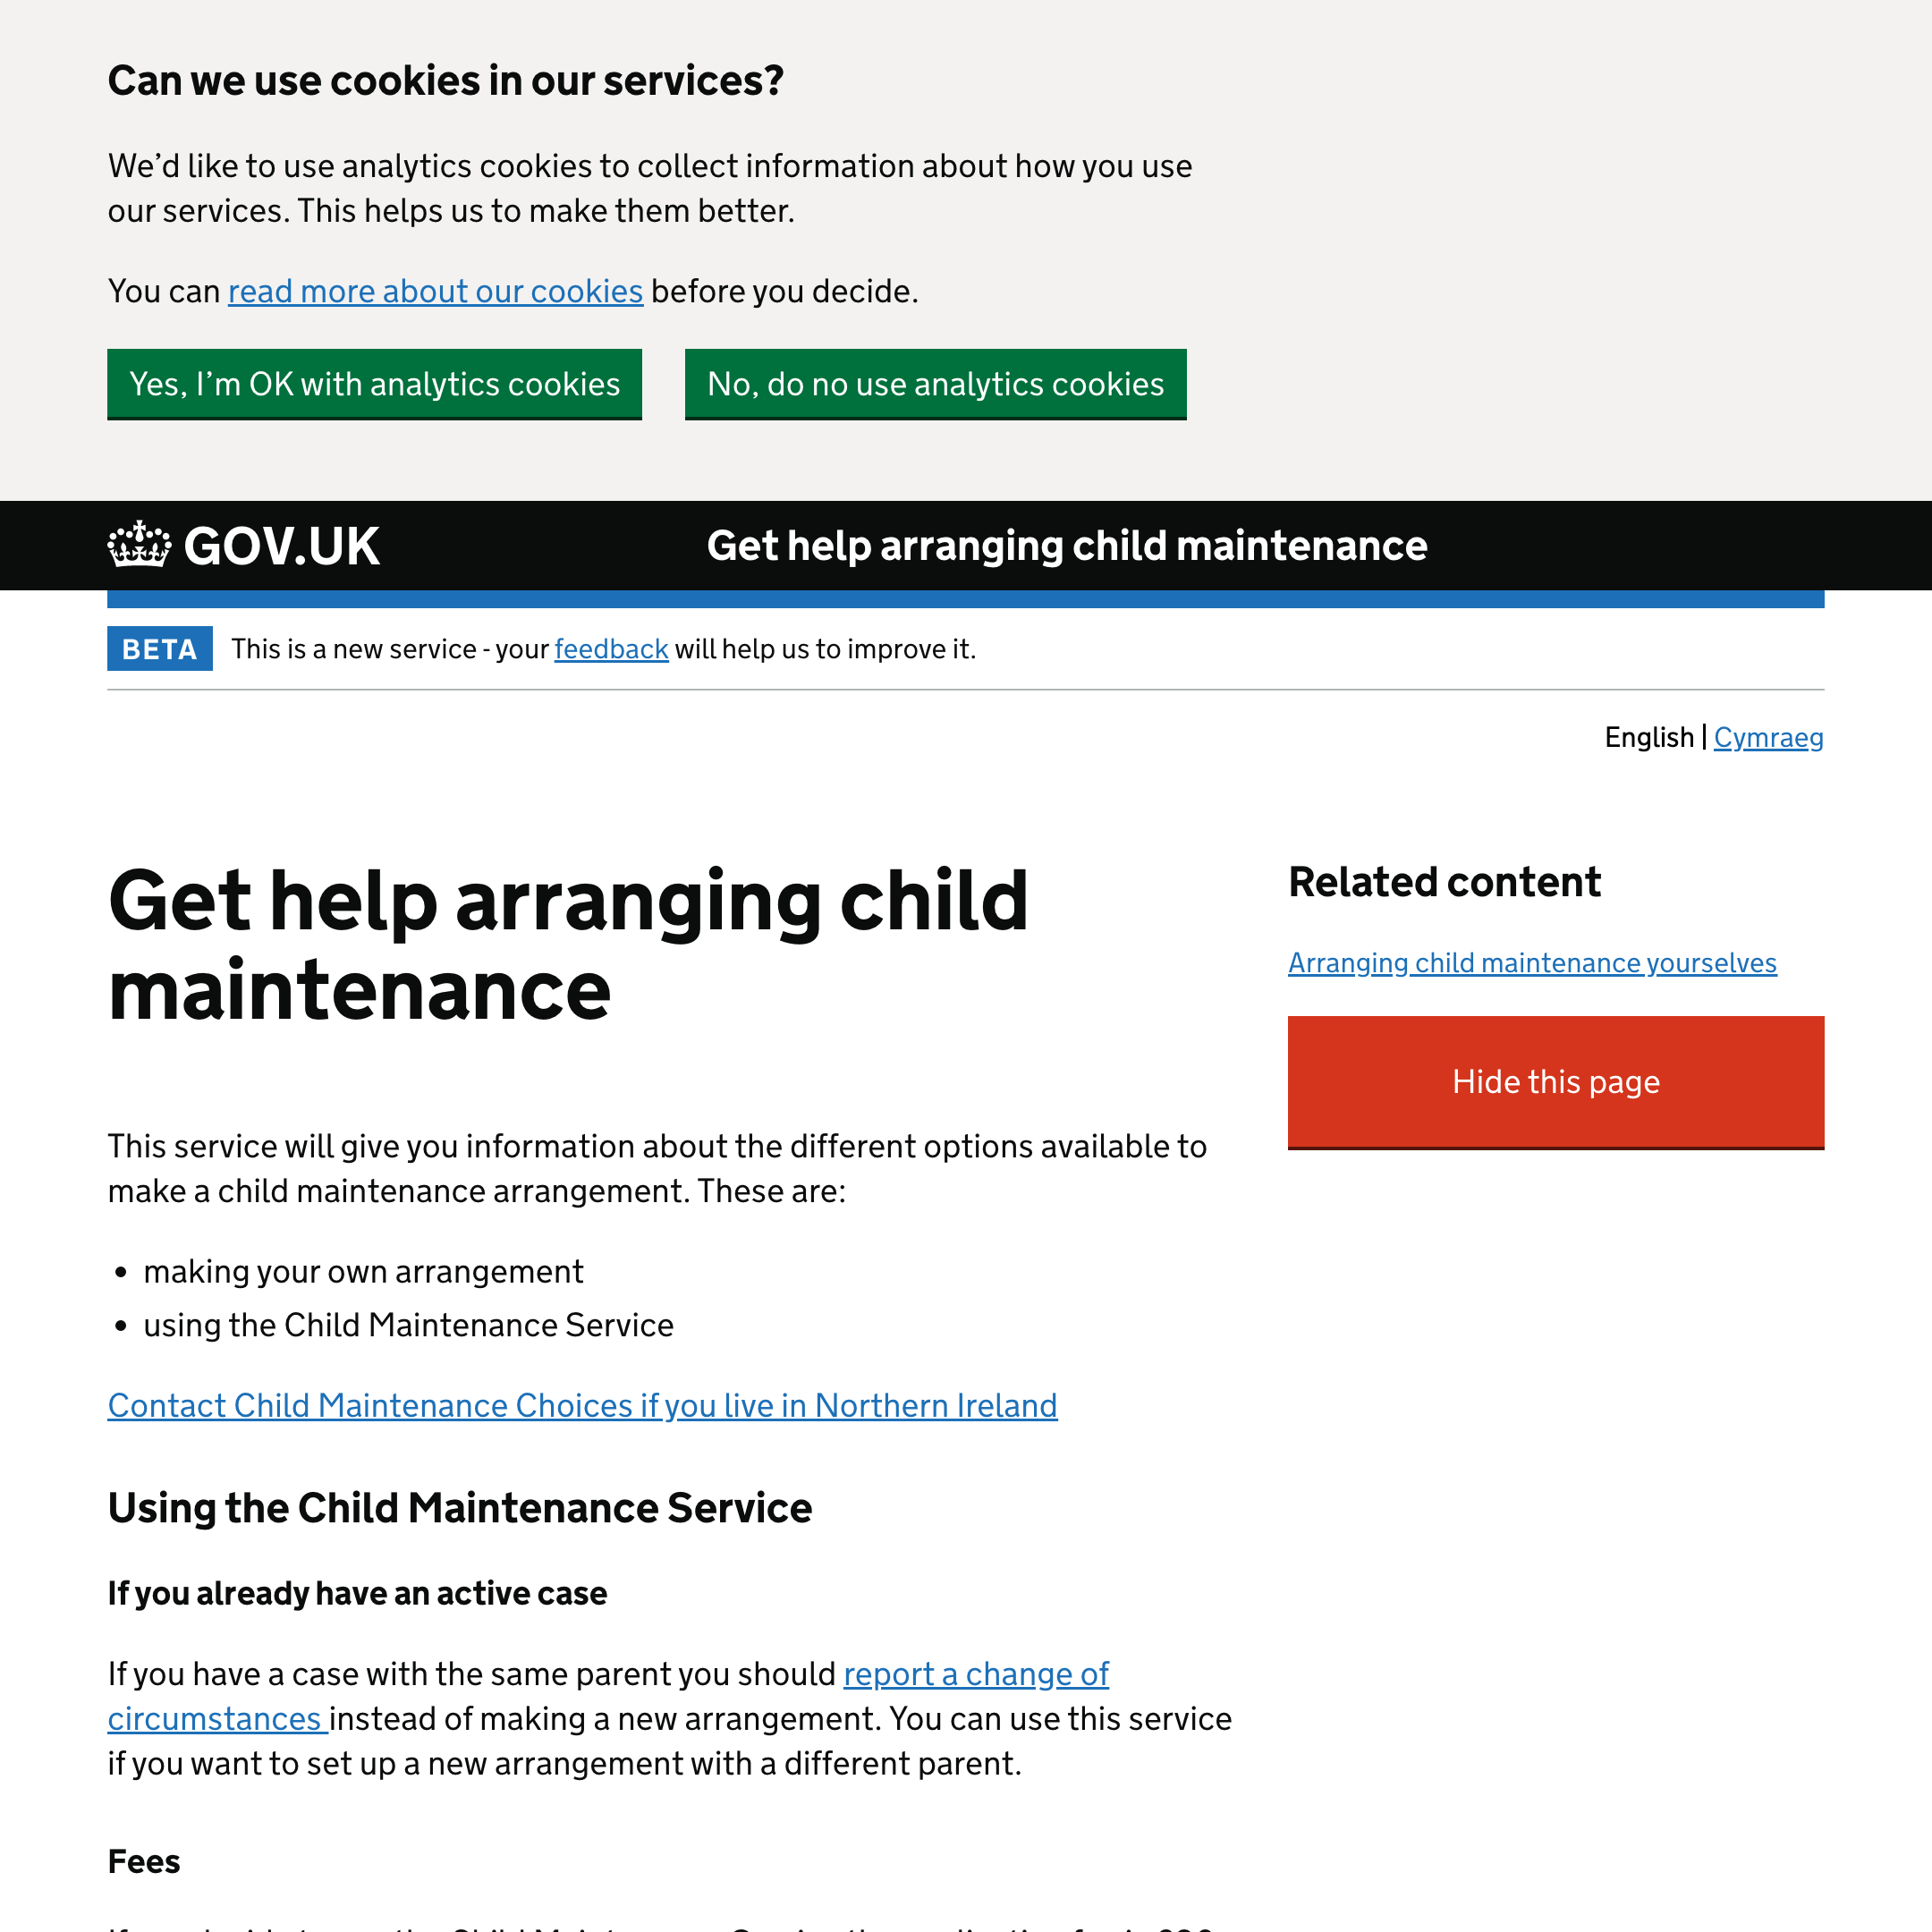 Can we use cookies in our services?
We’d like to use analytics cookies to collect information about how you use
our services. This helps us to make them better.
You can read more about our cookies before you decide.
Yes, I’m OK with analytics cookies
No, do no use analytics cookies
GOV.UK
Get help arranging child maintenance
BETA This is a new service - your feedback will help us to improve it.
English | Cymraeg
Get help arranging child
maintenance
This service will give you information about the different options available to
make a child maintenance arrangement. These are:
• making your own arrangement
• using the Child Maintenance Service
Contact Child Maintenance Choices if you live in Northern Ireland
Using the Child Maintenance Service
If you already have an active case
If you have a case with the same parent you should report a change of
circumstances instead of making a new arrangement. You can use this service
if you want to set up a new arrangement with a different parent.
Fees
Related content
Arranging child maintenance yourselves
Hide this page